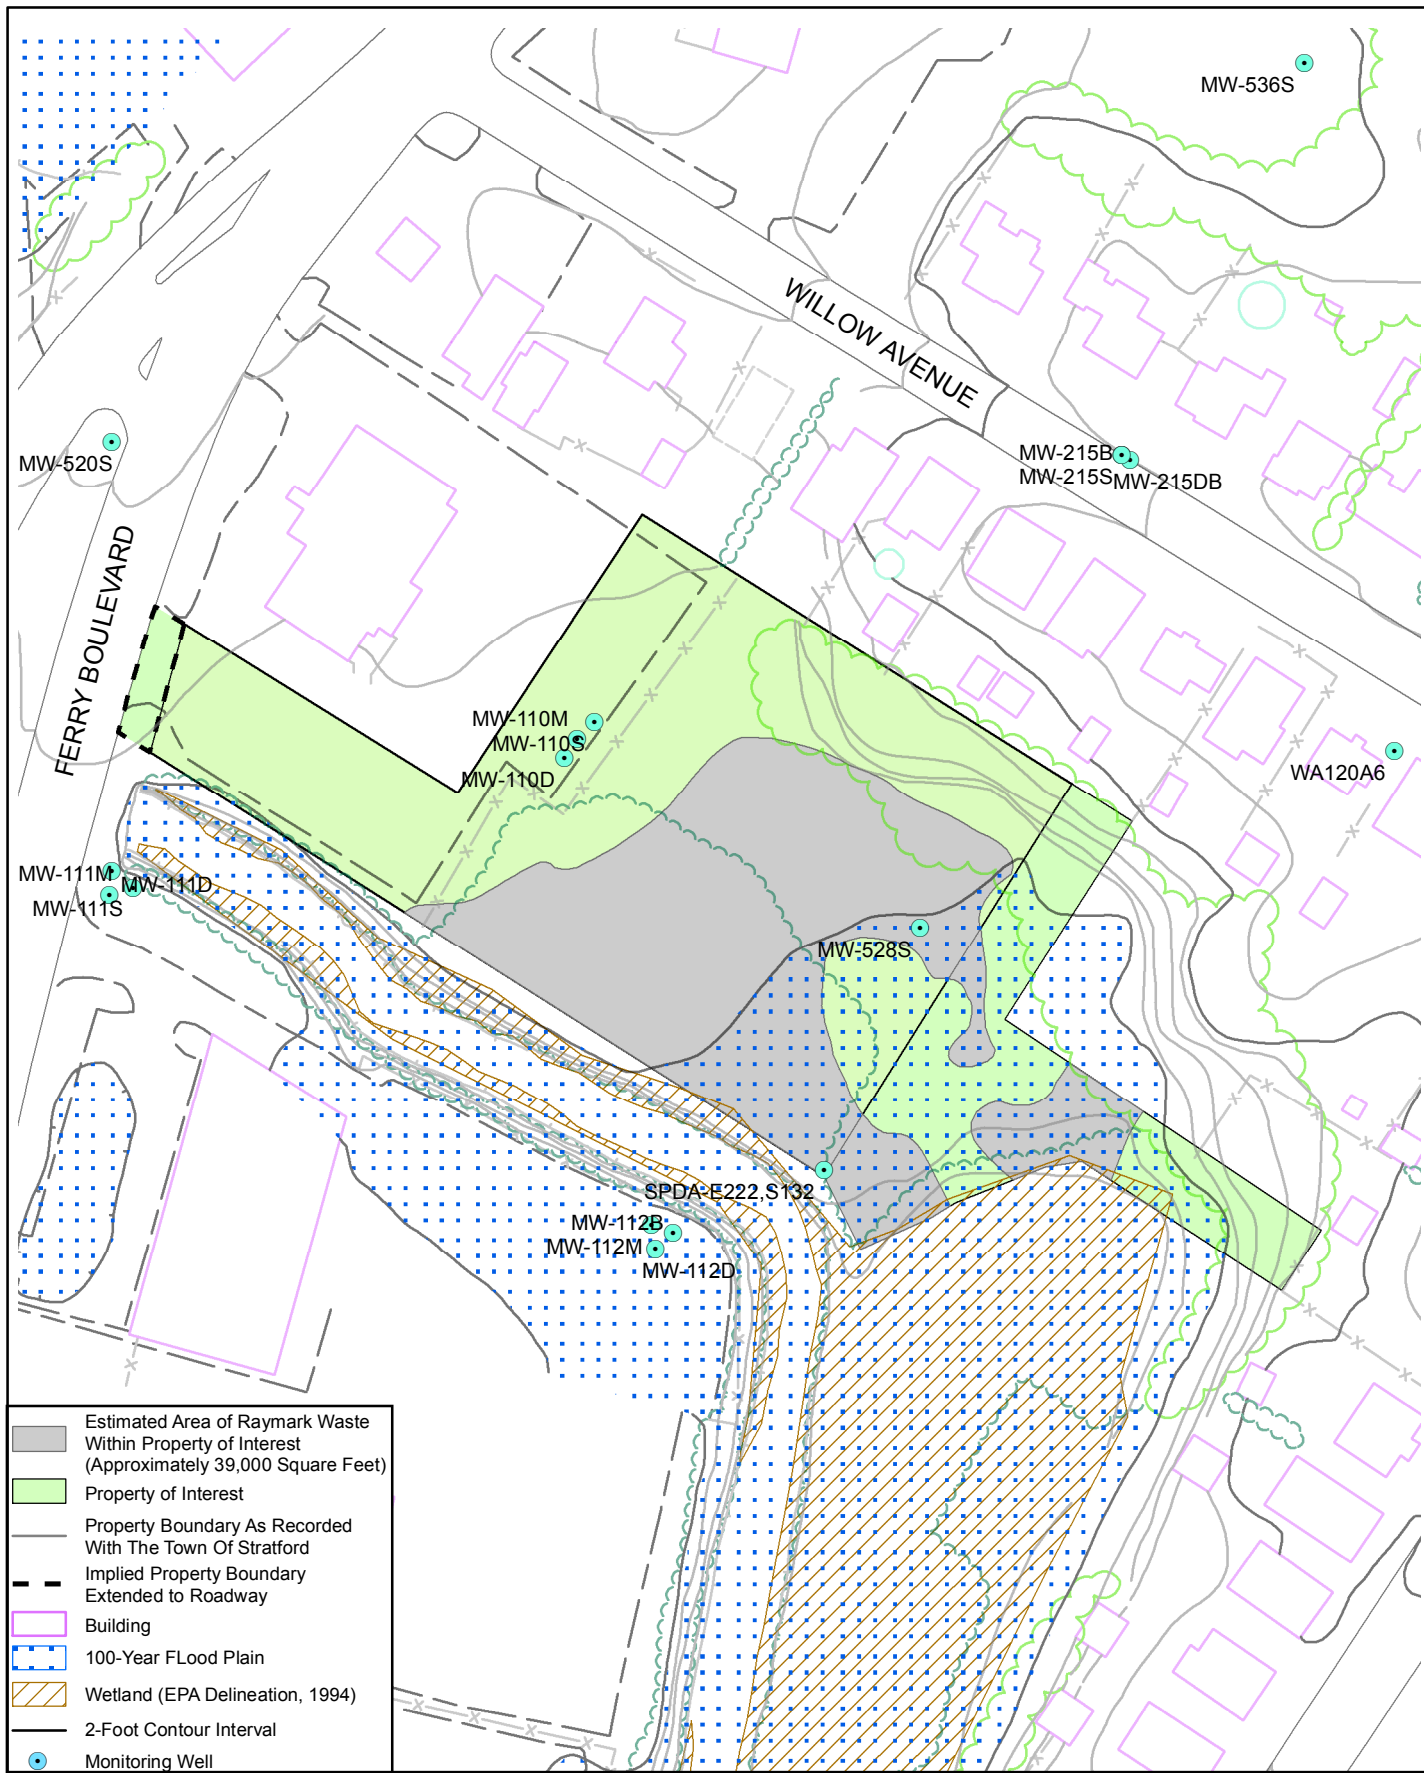 MW-536S
WILLOW AVENUE
MW-520S
MW-215B
MW-215S
MW-215DB
FERRY BOULEVARD
MW-110M
MW-110S
MW-110D
WA120A6
MW-111M
MW-111D
MW-111S
MW-528S
SPDA-E222,S132
MW-112B
MW-112M
MW-112D
Estimated Area of Raymark Waste
Within Property of Interest
(Approximately 39,000 Square Feet)
Property of Interest
Property Boundary As Recorded
With The Town Of Stratford
Implied Property Boundary
Extended to Roadway
Building
100-Year FLood Plain
Wetland (EPA Delineation, 1994)
2-Foot Contour Interval
Monitoring Well